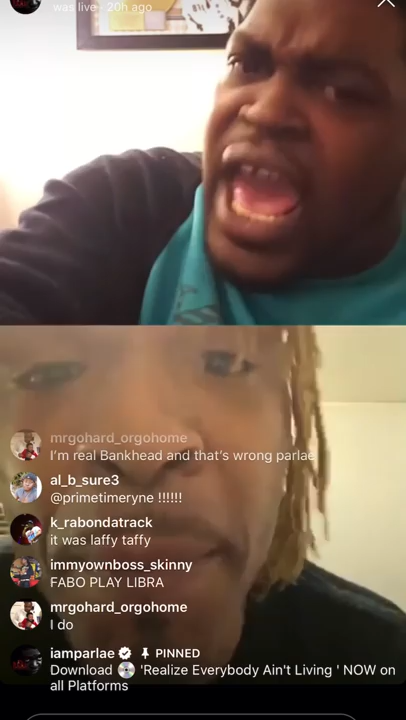 was live · 20h ago
mrgohard_orgohome
I'm real Bankhead and that's wrong parlae
al_b_sure3
@primetimeryne !!!!!!
k_rabondatrack
it was laffy taffy
immyownboss_skinny
FABO PLAY LIBRA
mrgohard_orgohome
I do
iamparlae PINNED
Download 💿 'Realize Everybody Ain't Living ' NOW on
all Platforms